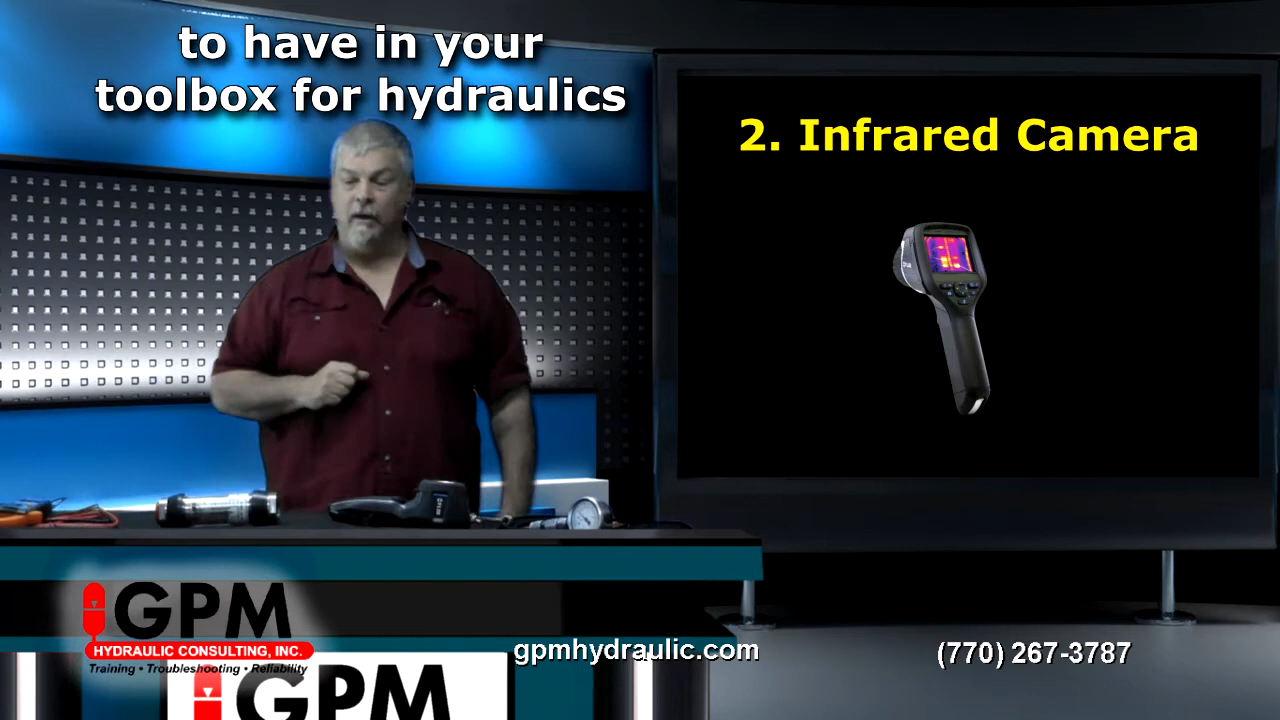 to have in your
toolbox for hydraulics
2. Infrared Camera
GPM
HYDRAULIC CONSULTING, INC.
Training • Troubleshooting • Reliability
gpmhydraulic.com
(770) 267-3787
GPM